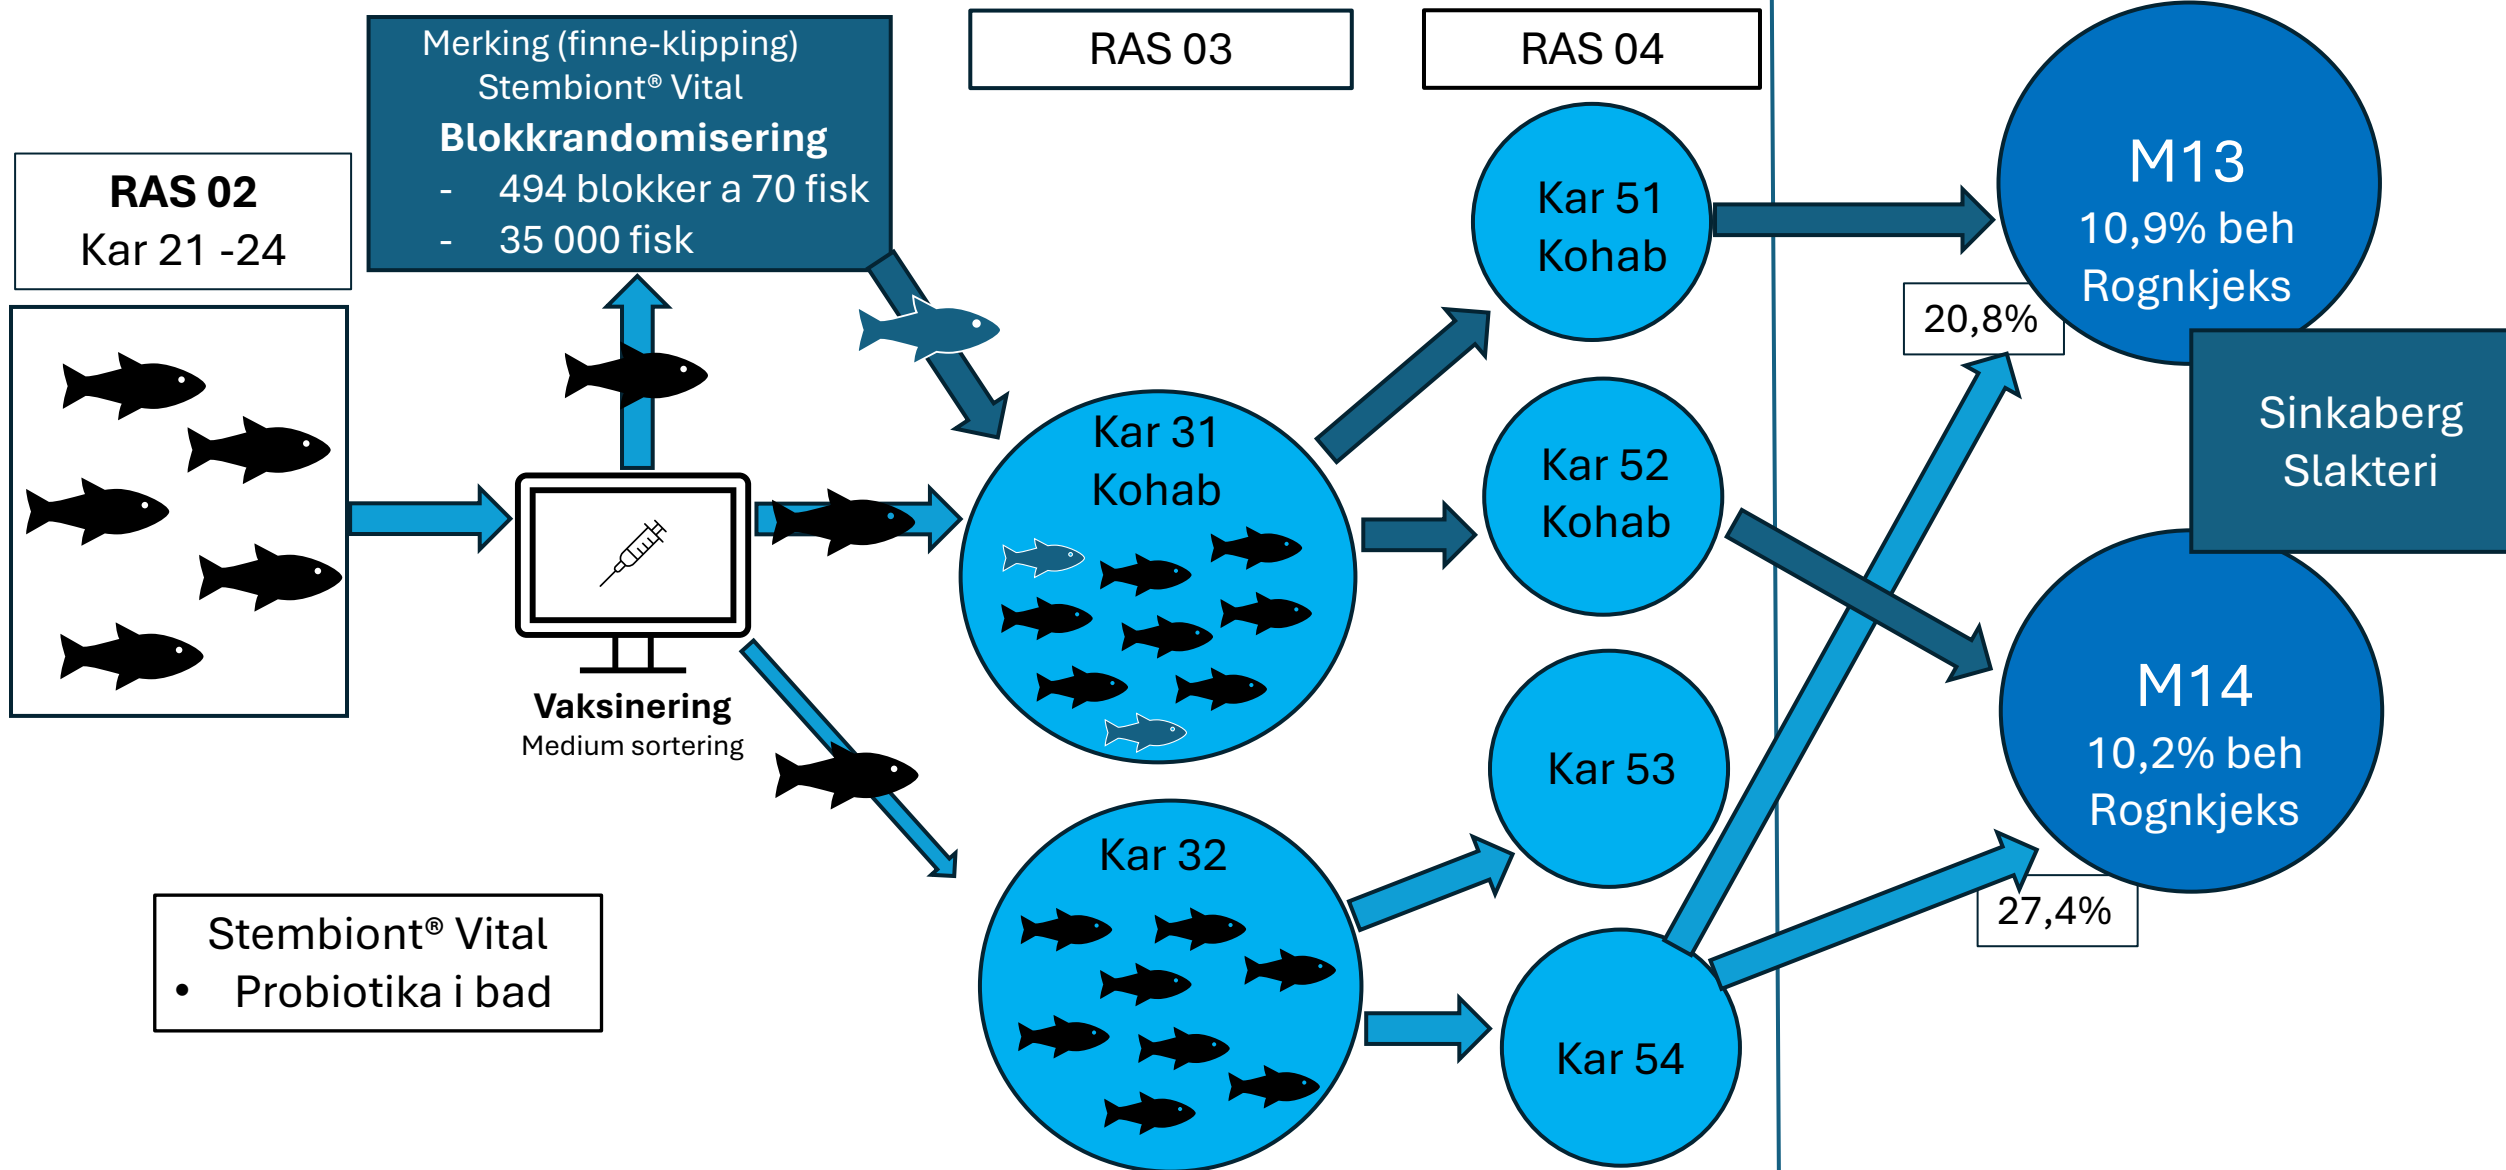 Merking (finne-klipping)
Stembiont® Vital
Blokkrandomisering
- 494 blokker a 70 fisk
- 35 000 fisk
RAS 03
RAS 04
RAS 02
Kar 21 -24
Kar 51
Kohab
M13
10,9% beh
Rognkjeks
20,8%
Sinkaberg
Slakteri
Kar 31
Kohab
Kar 52
Kohab
Vaksinering
Medium sortering
M14
10,2% beh
Rognkjeks
Kar 53
Kar 32
27,4%
Stembiont® Vital
• Probiotika i bad
Kar 54